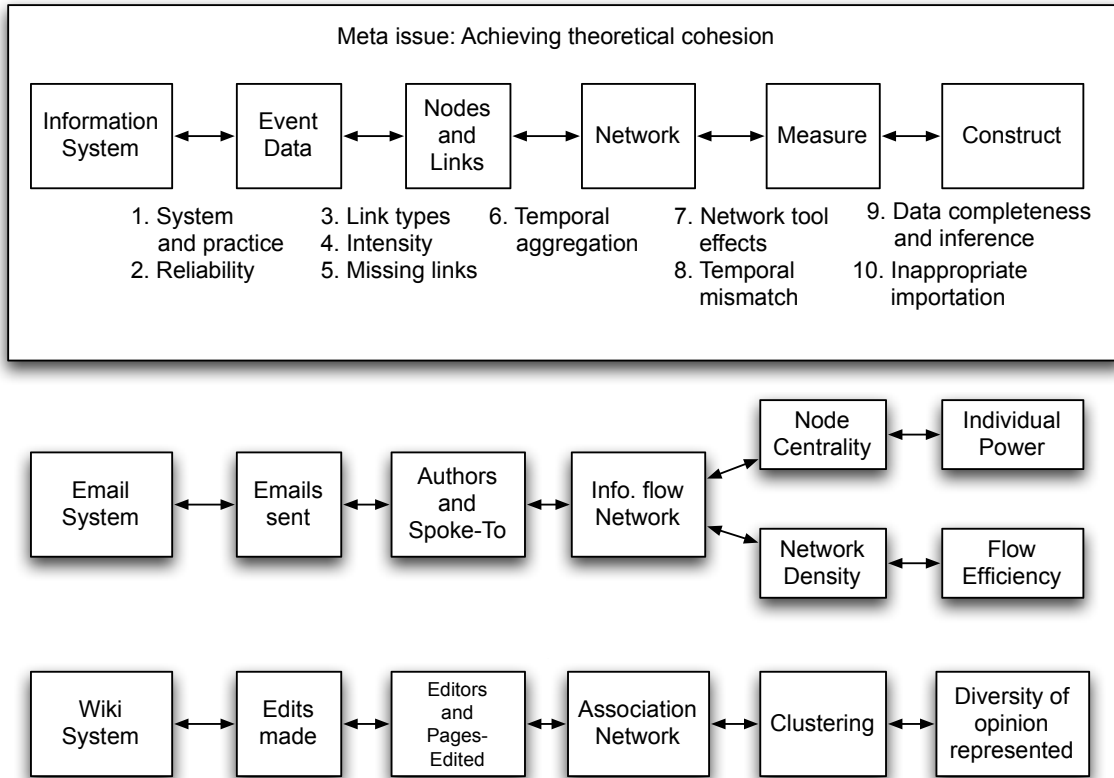 Meta issue: Achieving theoretical cohesion
Information
System
Event
Data
Nodes
and
Links
Network
Measure
Construct
1. System
and practice
2. Reliability
3. Link types
4. Intensity
5. Missing links
6. Temporal
aggregation
7. Network tool
effects
8. Temporal
mismatch
9. Data completeness
and inference
10. Inappropriate
importation
Email
System
Emails
sent
Authors
and
Spoke-To
Info. flow
Network
Node
Centrality
Individual
Power
Network
Density
Flow
Efficiency
Wiki
System
Edits
made
Editors
and
Pages-
Edited
Association
Network
Clustering
Diversity of
opinion
represented